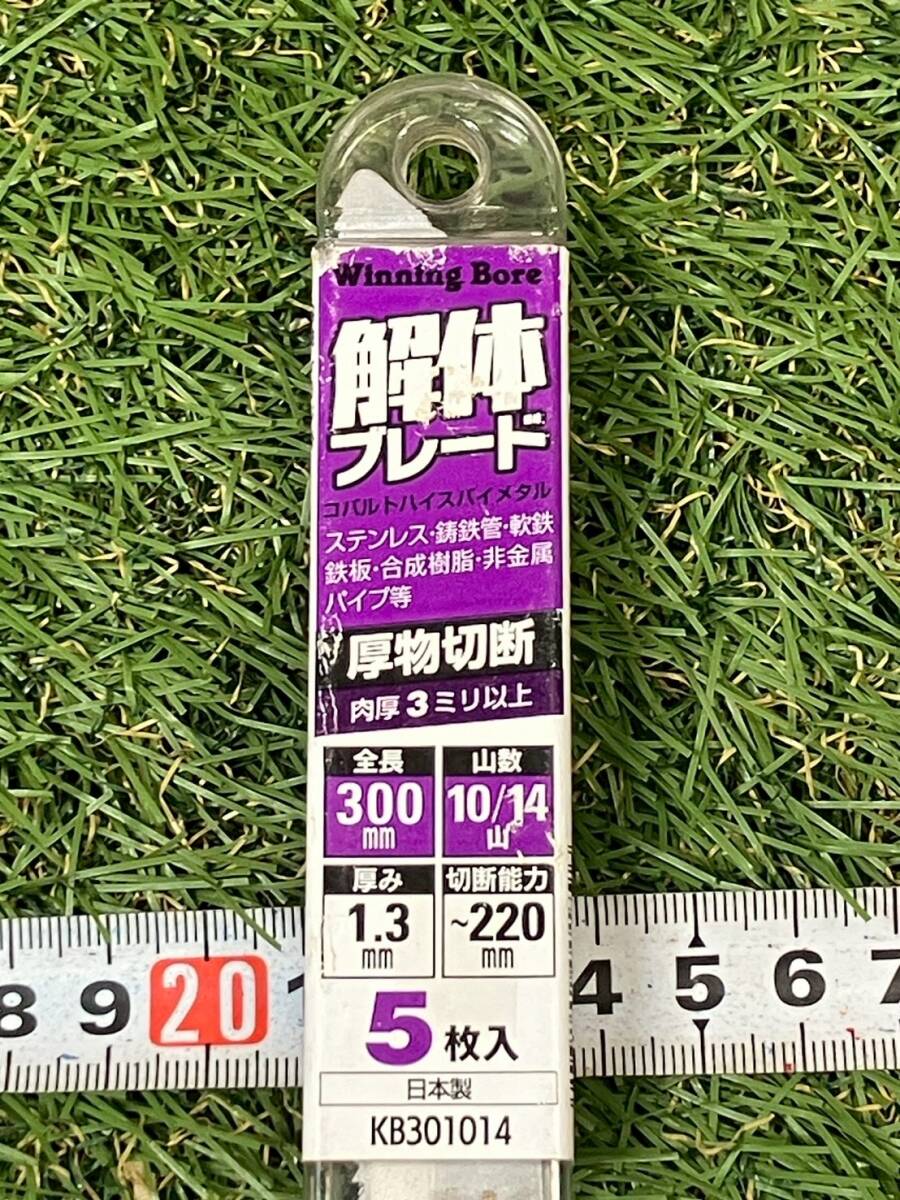 Winning Bore
解体
ブレード
コバルトハイスバイメタル
ステンレス・鋳鉄管・軟鉄
鉄板・合成樹脂・非金属
パイプ等
厚物切断
肉厚3ミリ以上
全長
300
mm
山数
10/14
山
厚み
1.3
mm
切断能力
~220
mm
5枚入
日本製
KB301014
8 9 20 1
4 5 6 7